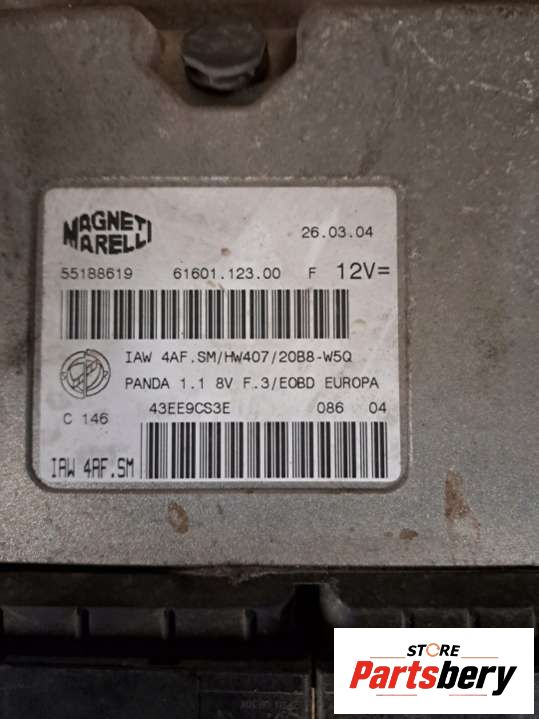 MAGNETI
MARELLI
26.03.04
55188619 61601.123.00 F 12V=
IAW 4AF.SM/HW407/20B8-W5Q
PANDA 1.1 8V F.3/EOBD EUROPA
C 146
43EE9CS3E 086 04
IAW 4AF.SM
STORE
Partsbery